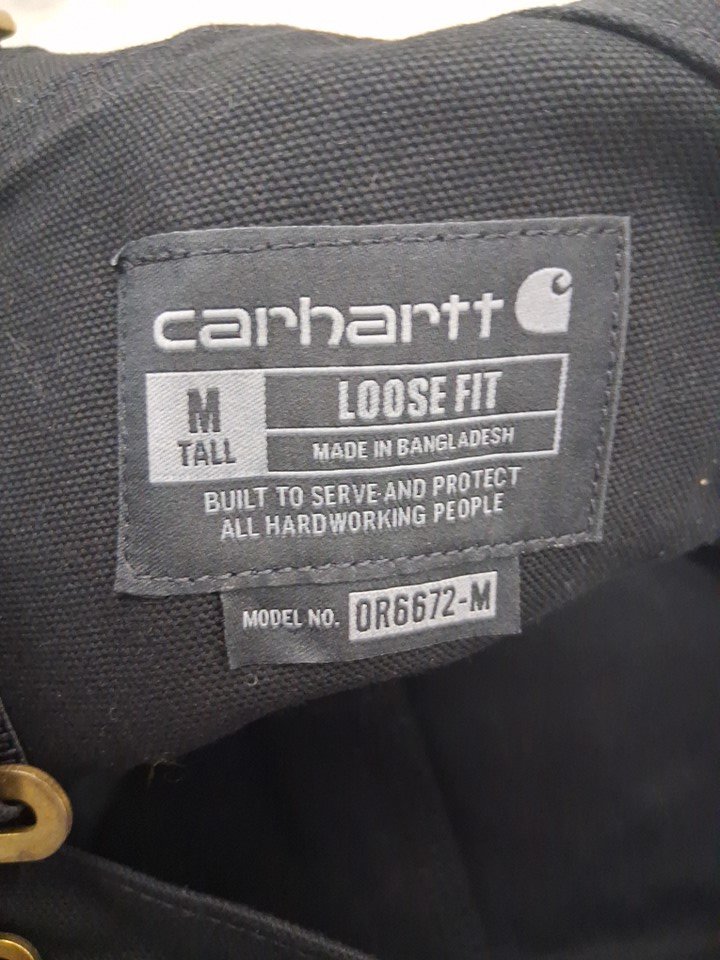 carhartt
M
TALL
LOOSE FIT
MADE IN BANGLADESH
BUILT TO SERVE AND PROTECT
ALL HARDWORKING PEOPLE
MODEL NO. OR6672-M